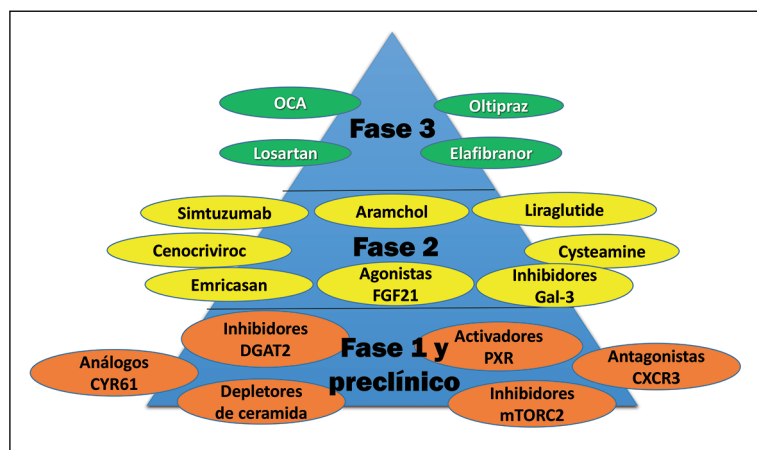 OCA
Oltipraz
Fase 3
Losartan
Elafibranor
Simtuzumab
Aramchol
Liraglutide
Cenocriviroc
Fase 2
Cysteamine
Emricasan
Agonistas
FGF21
Inhibidores
Gal-3
Inhibidores
DGAT2
Fase 1 y
preclínico
Activadores
PXR
Análogos
CYR61
Antagonistas
CXCR3
Depletores
de ceramida
Inhibidores
mTORC2